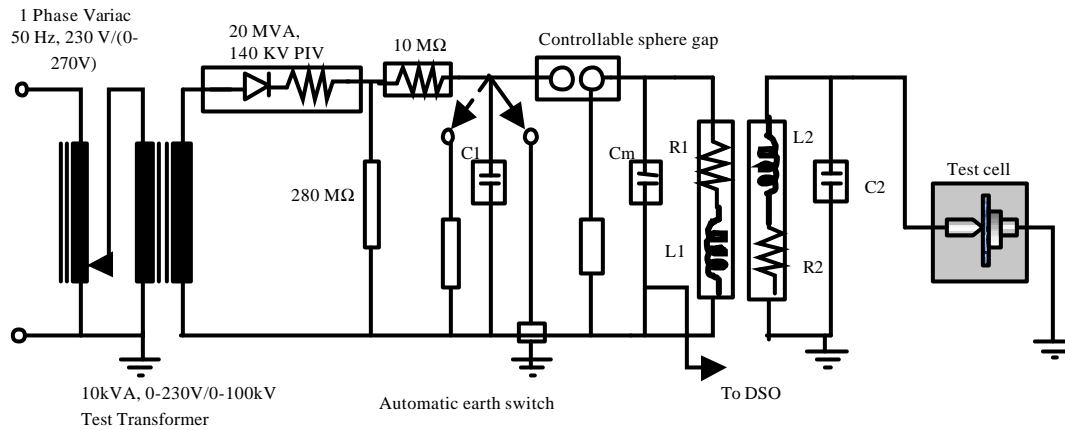 1 Phase Variac
50 Hz, 230 V/(0-
270V)
20 MVA,
140 KV PIV
10 MΩ
Controllable sphere gap
280 MΩ
C1
Cm
R1
L1
L2
R2
C2
Test cell
10kVA, 0-230V/0-100kV
Test Transformer
Automatic earth switch
To DSO